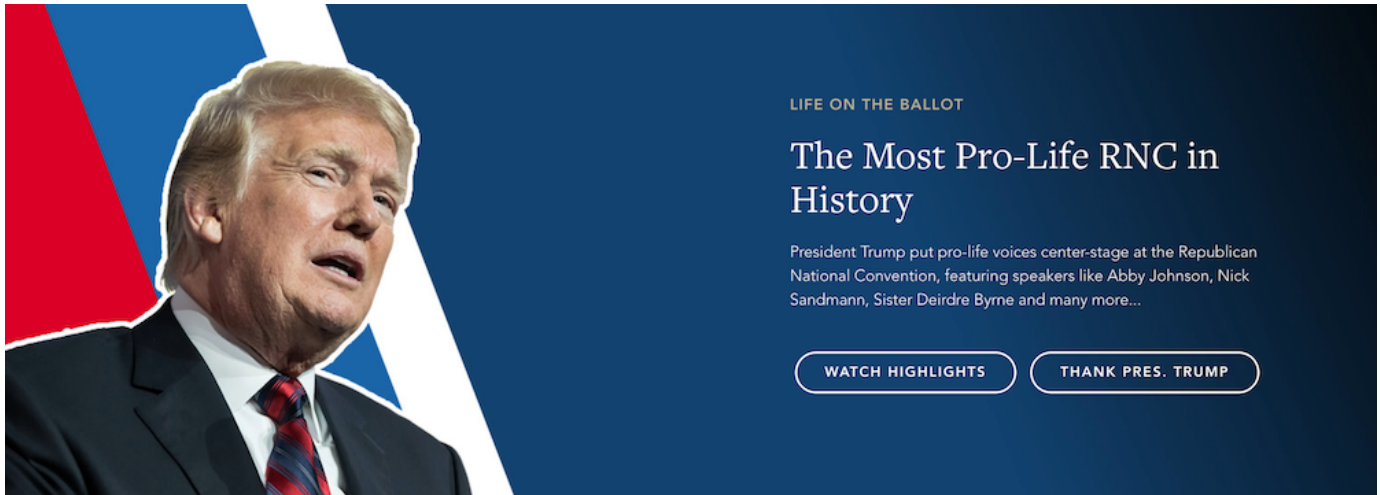 LIFE ON THE BALLOT
The Most Pro-Life RNC in
History
President Trump put pro-life voices center-stage at the Republican
National Convention, featuring speakers like Abby Johnson, Nick
Sandmann, Sister Deirdre Byrne and many more...
WATCH HIGHLIGHTS THANK PRES. TRUMP